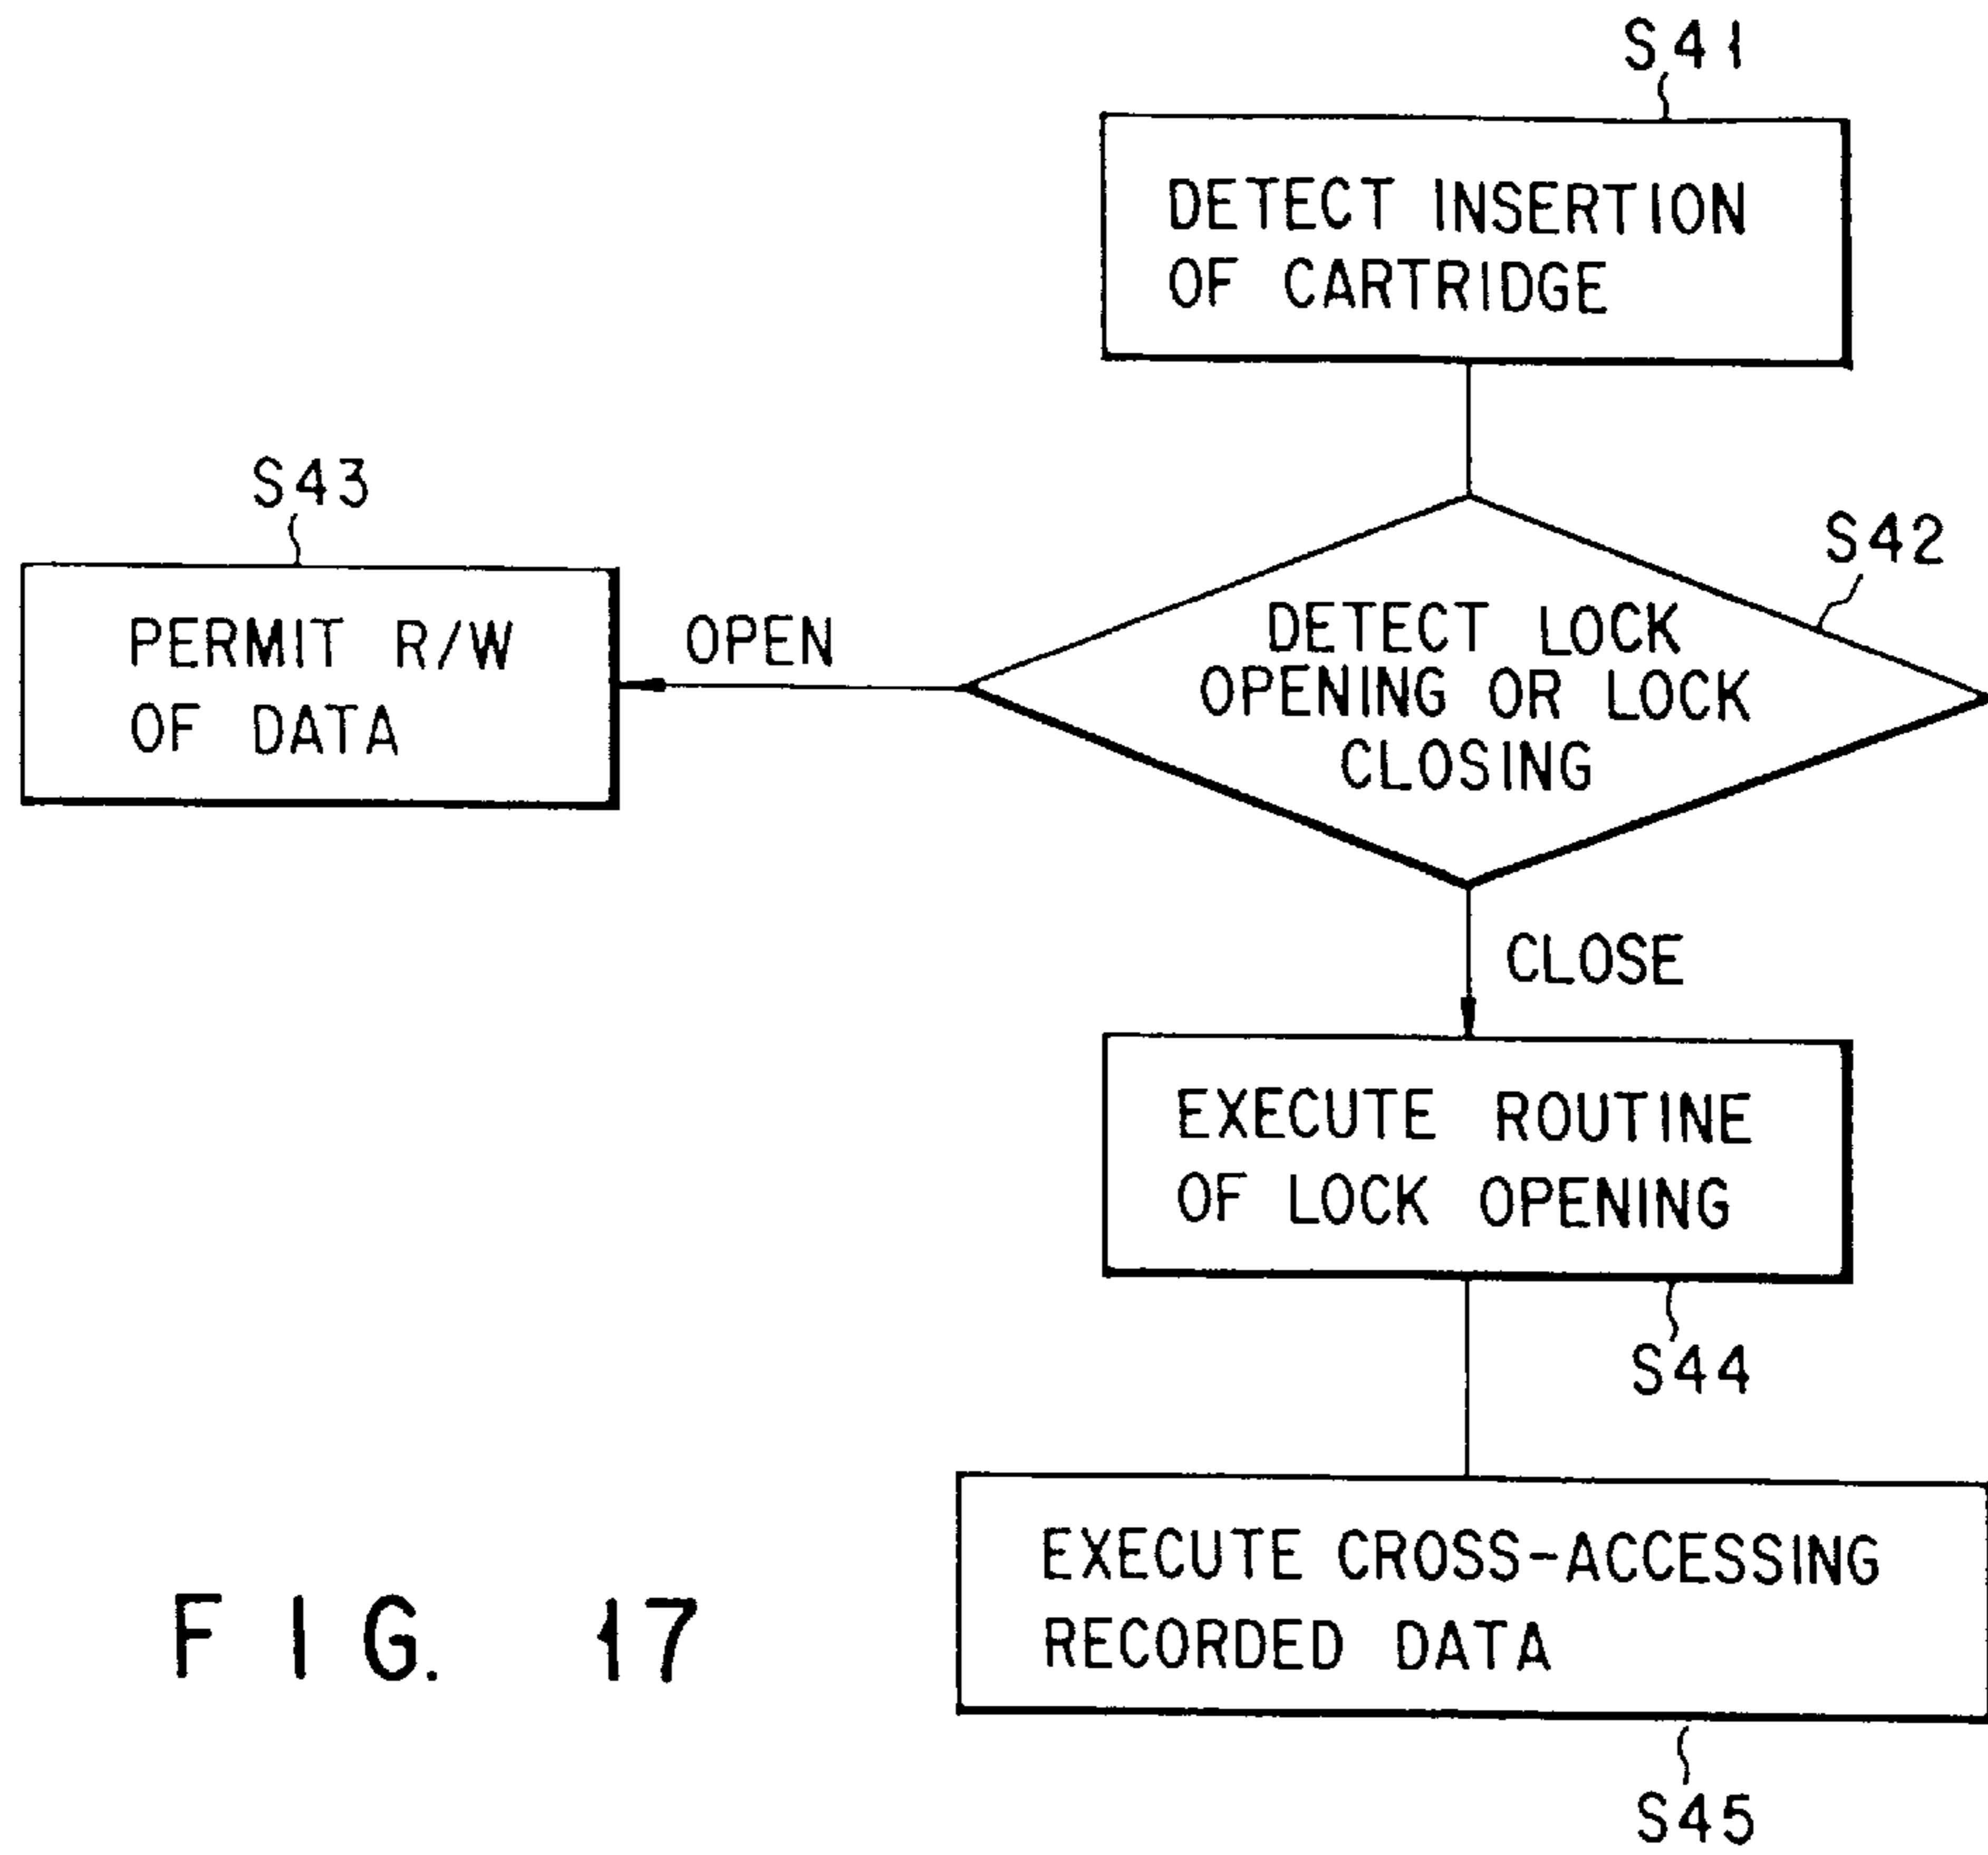 S41
DETECT INSERTION
OF CARTRIDGE
S42
DETECT LOCK
OPENING OR LOCK
CLOSING
OPEN
S43
PERMIT R/W
OF DATA
CLOSE
EXECUTE ROUTINE
OF LOCK OPENING
S44
EXECUTE CROSS-ACCESSING
RECORDED DATA
S45
FIG. 17